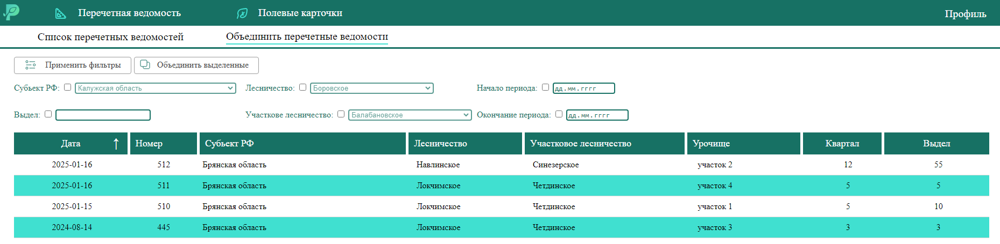 Перечетная ведомость Полевые карточки Профиль
Список перечетных ведомостей Объединить перечетные ведомости
Применить фильтры Объединить выделенные
Субьект РФ: Калужская область Лесничество: Боровское Начало периода: дд.мм.гггг
Выдел: Участкове лесничество: Балабановское Окончание периода: дд.мм.гггг
Дата ↑ Номер Субьект РФ Лесничество Участковое лесничество Урочище Квартал Выдел
2025-01-16 512 Брянская область Навлинское Синезерское участок 2 12 55
2025-01-16 511 Брянская область Локчимское Четдинское участок 4 5 5
2025-01-15 510 Брянская область Локчимское Четдинское участок 1 5 10
2024-08-14 445 Брянская область Локчимское Четдинское участок 3 3 3